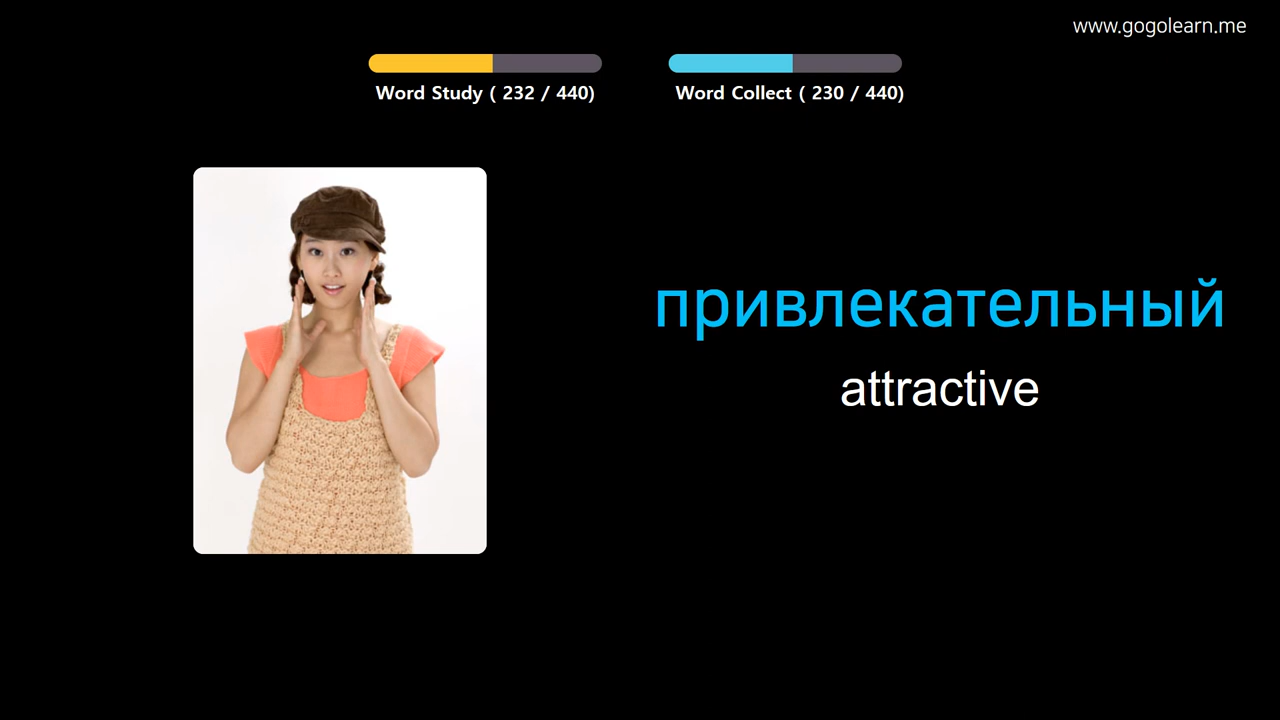 www.gogolearn.me
Word Study ( 232 / 440)
Word Collect ( 230 / 440)
привлекательный
attractive